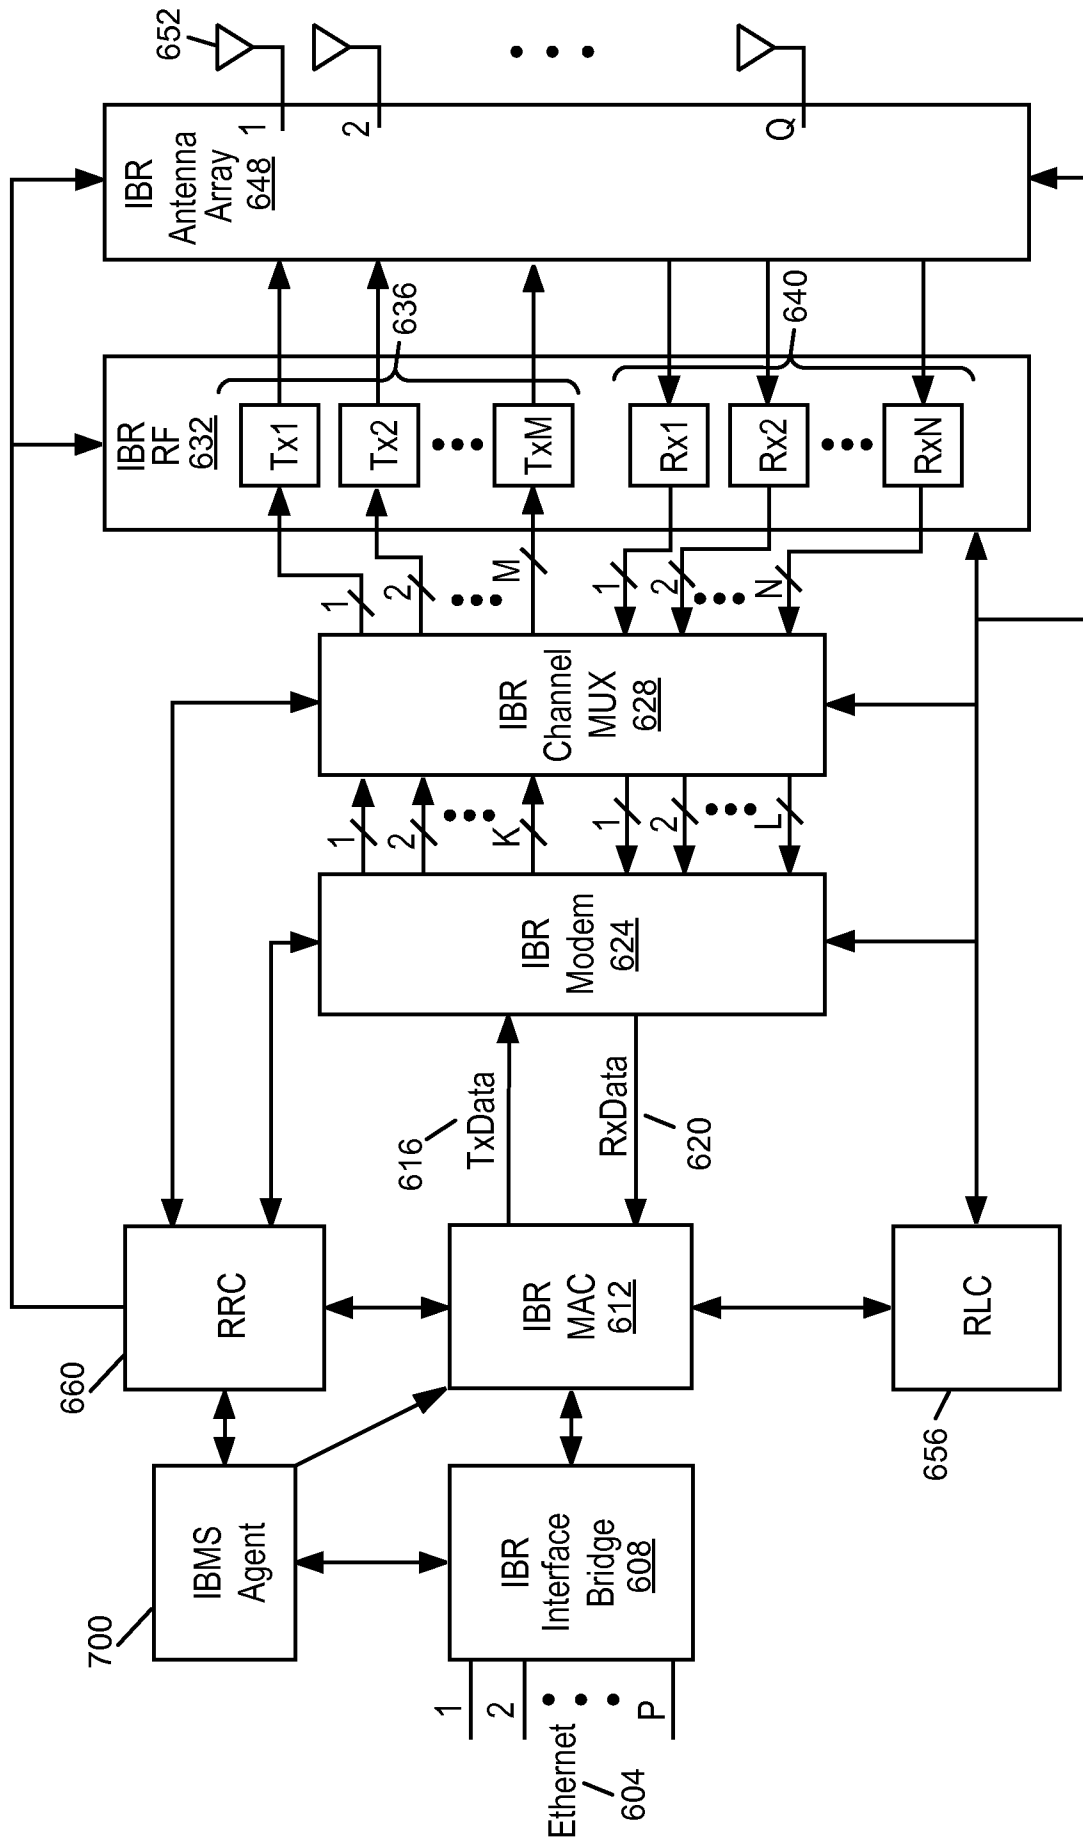 700
IBMS
Agent
660
RRC
Ethernet
604
1
2
P
IBR
Interface
Bridge
608
IBR
MAC
612
656
RLC
616
TxData
RxData
620
IBR
Modem
624
1
2
K
1
2
L
IBR
Channel
MUX
628
1
2
M
1
2
N
IBR
RF
632
Tx1
Tx2
TxM
636
Rx1
Rx2
RxN
640
IBR
Antenna
Array
648
1
2
Q
652